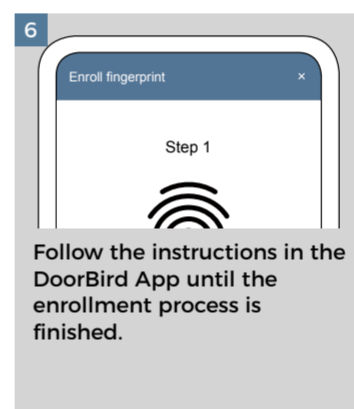 6
Enroll fingerprint ×
Step 1
Follow the instructions in the
DoorBird App until the
enrollment process is
finished.